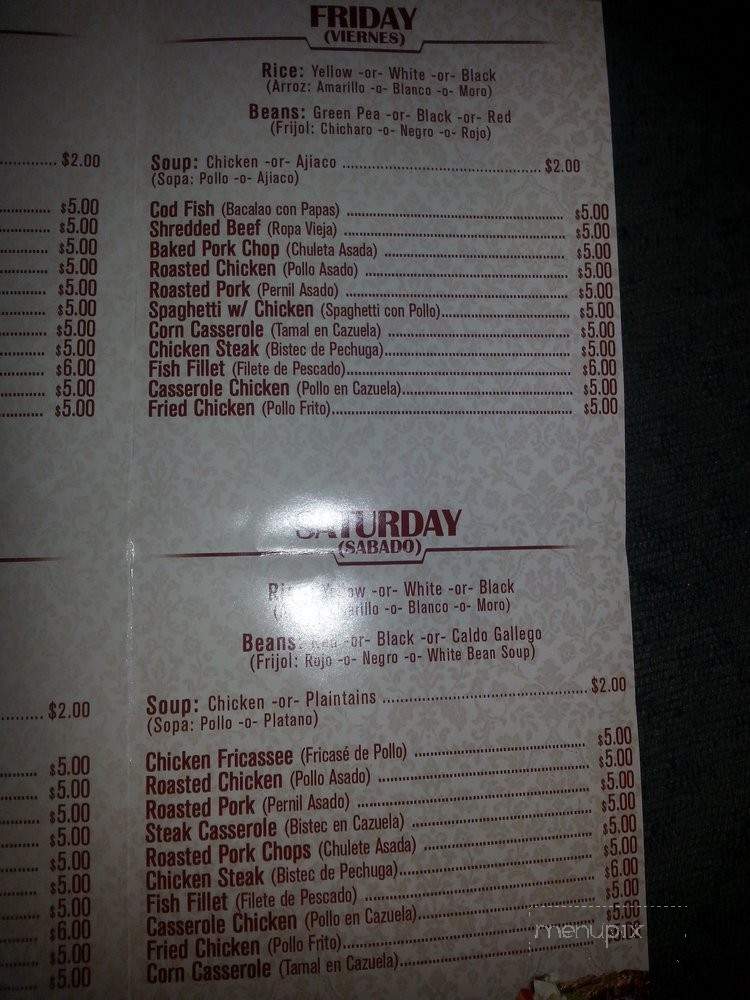 $2.00
$5.00
$5.00
$5.00
$5.00
$5.00
$5.00
$5.00
$5.00
$6.00
$5.00
$5.00
$2.00
$5.00
$5.00
$5.00
$5.00
$5.00
$5.00
$5.00
$6.00
$5.00
$5.00
FRIDAY
(VIERNES)
Rice: Yellow -or- White -or- Black
(Arroz: Amarillo -o- Blanco -o- Moro)
Beans: Green Pea -or- Black -or- Red
(Frijol: Chicharo -o- Negro -o- Rojo)
Soup: Chicken -or- Ajiaco $2.00
(Sopa: Pollo -o- Ajiaco)
Cod Fish (Bacalao con Papas) $5.00
Shredded Beef (Ropa Vieja) $5.00
Baked Pork Chop (Chuleta Asada) $5.00
Roasted Chicken (Pollo Asado) $5.00
Roasted Pork (Pernil Asado) $5.00
Spaghetti w/ Chicken (Spaghetti con Pollo) $5.00
Corn Casserole (Tamal en Cazuela) $5.00
Chicken Steak (Bistec de Pechuga) $5.00
Fish Fillet (Filete de Pescado) $6.00
Casserole Chicken (Pollo en Cazuela) $5.00
Fried Chicken (Pollo Frito) $5.00
SATURDAY
(SABADO)
Yellow -or- White -or- Black
Blanco -o- Moro)
Beans: Red -or- Black -or- Caldo Gallego
(Frijol: Rojo -o- Negro -o- White Bean Soup)
Soup: Chicken -or- Plaintains $2.00
(Sopa: Pollo -o- Platano)
Chicken Fricassee (Fricasé de Pollo) $5.00
Roasted Chicken (Pollo Asado) $5.00
Roasted Pork (Pernil Asado) $5.00
Steak Casserole (Bistec en Cazuela) $5.00
Roasted Pork Chops (Chulete Asada) $5.00
Chicken Steak (Bistec de Pechuga) $5.00
Fish Fillet (Filete de Pescado) $6.00
Casserole Chicken (Pollo en Cazuela) $5.00
Fried Chicken (Pollo Frito) $5.00
Corn Casserole (Tamal en Cazuela)
menupix